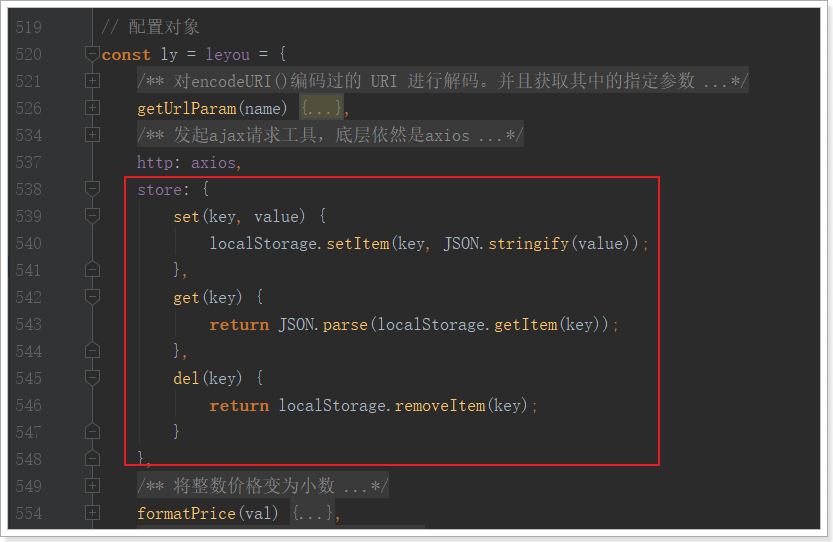 519 // 配置对象
520 const ly = leyou = {
521 /** 对encodeURI()编码过的 URI 进行解码。并且获取其中的指定参数 ...*/
526 getUrlParam(name) {...},
534 /** 发起ajax请求工具，底层依然是axios ...*/
537 http: axios,
538 store: {
539 set(key, value) {
540 localStorage.setItem(key, JSON.stringify(value));
541 },
542 get(key) {
543 return JSON.parse(localStorage.getItem(key));
544 },
545 del(key) {
546 return localStorage.removeItem(key);
547 }
548 },
549 /** 将整数价格变为小数 ...*/
554 formatPrice(val) {...},